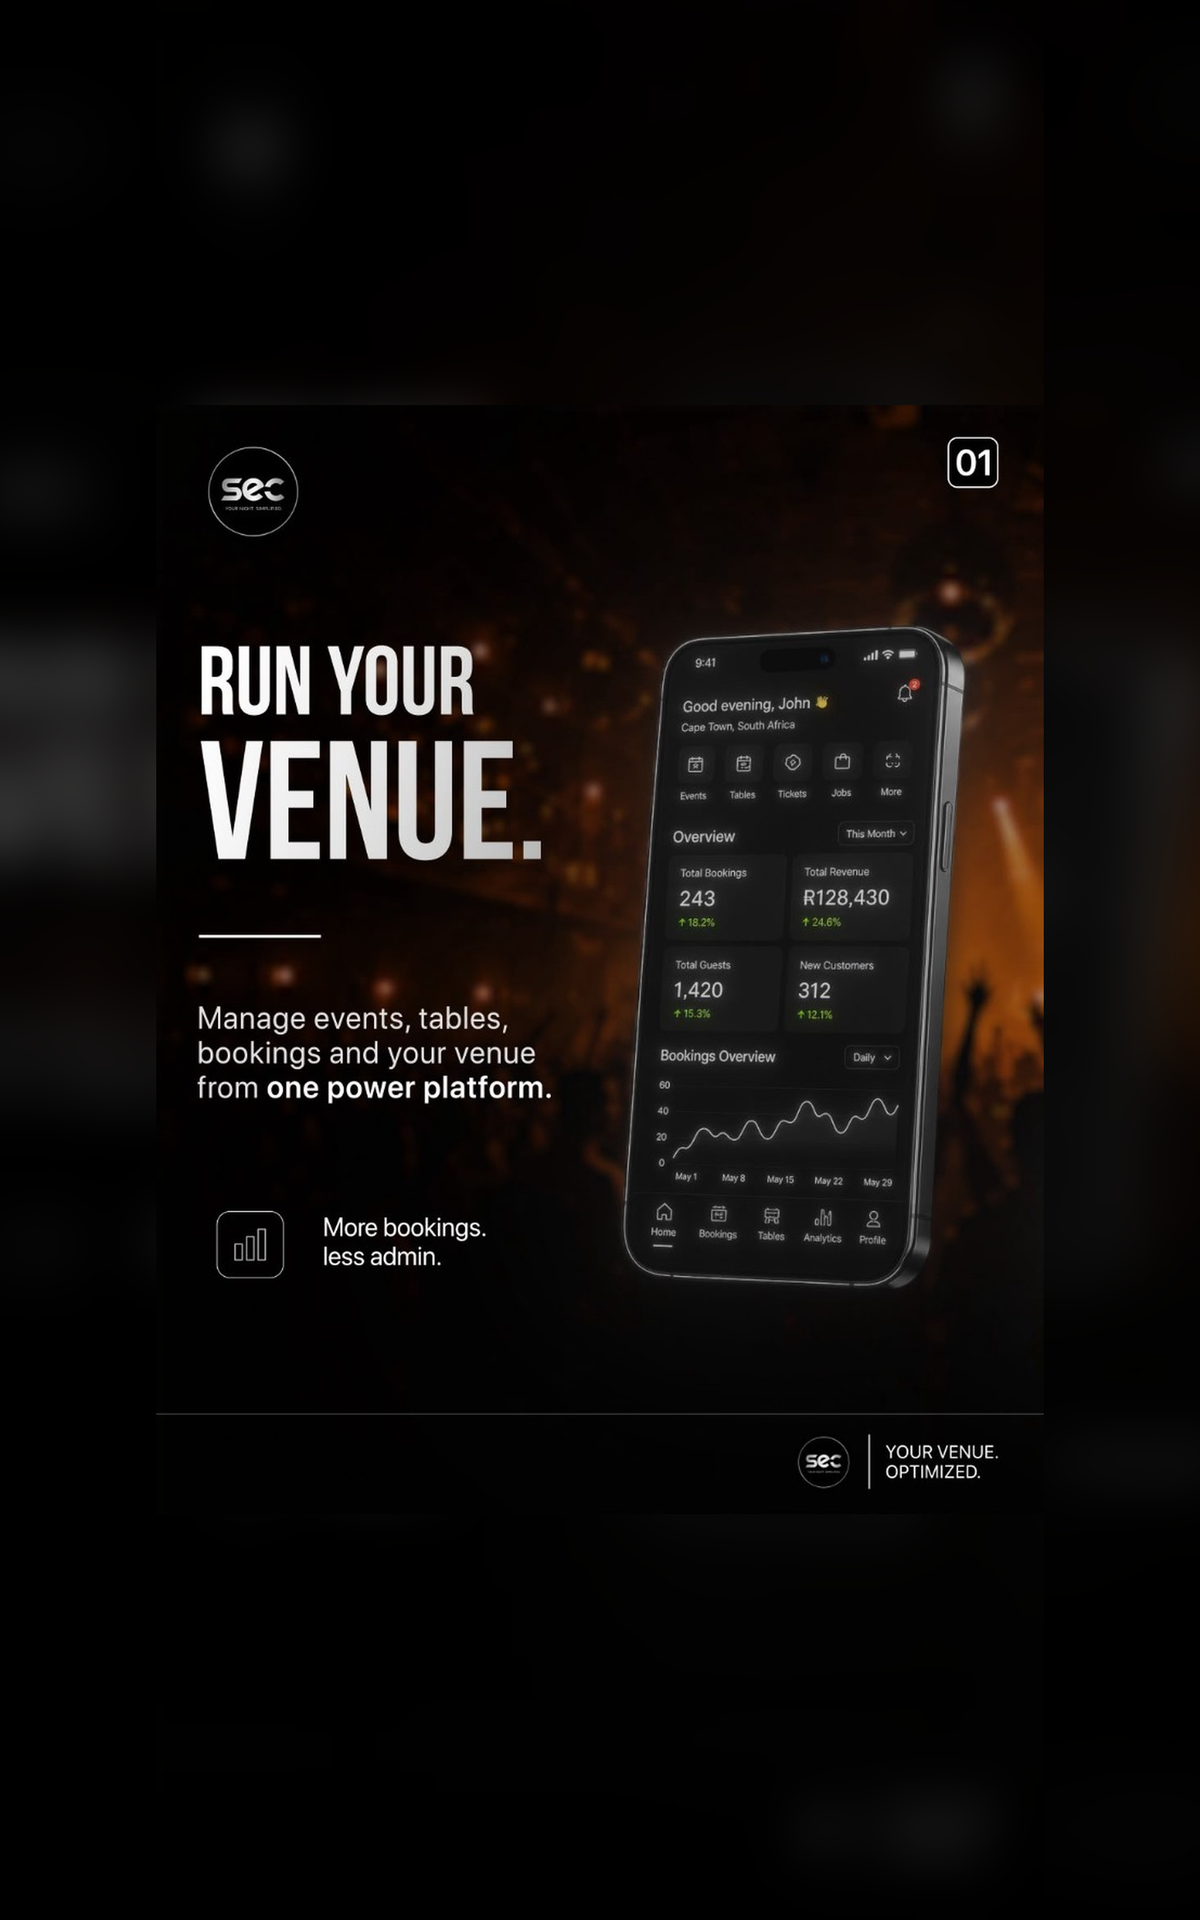 sec
YOUR NIGHT. SIMPLIFIED.
01
RUN YOUR
VENUE.
Manage events, tables,
bookings and your venue
from one power platform.
More bookings.
less admin.
9:41
Good evening, John 👋
Cape Town, South Africa
2
Events Tables Tickets Jobs More
Overview This Month
Total Bookings Total Revenue
243 R128,430
↑ 18.2% ↑ 24.6%
Total Guests New Customers
1,420 312
↑ 15.3% ↑ 12.1%
Bookings Overview Daily
60
40
20
0
May 1 May 8 May 15 May 22 May 29
Home Bookings Tables Analytics Profile
sec
YOUR VENUE.
OPTIMIZED.